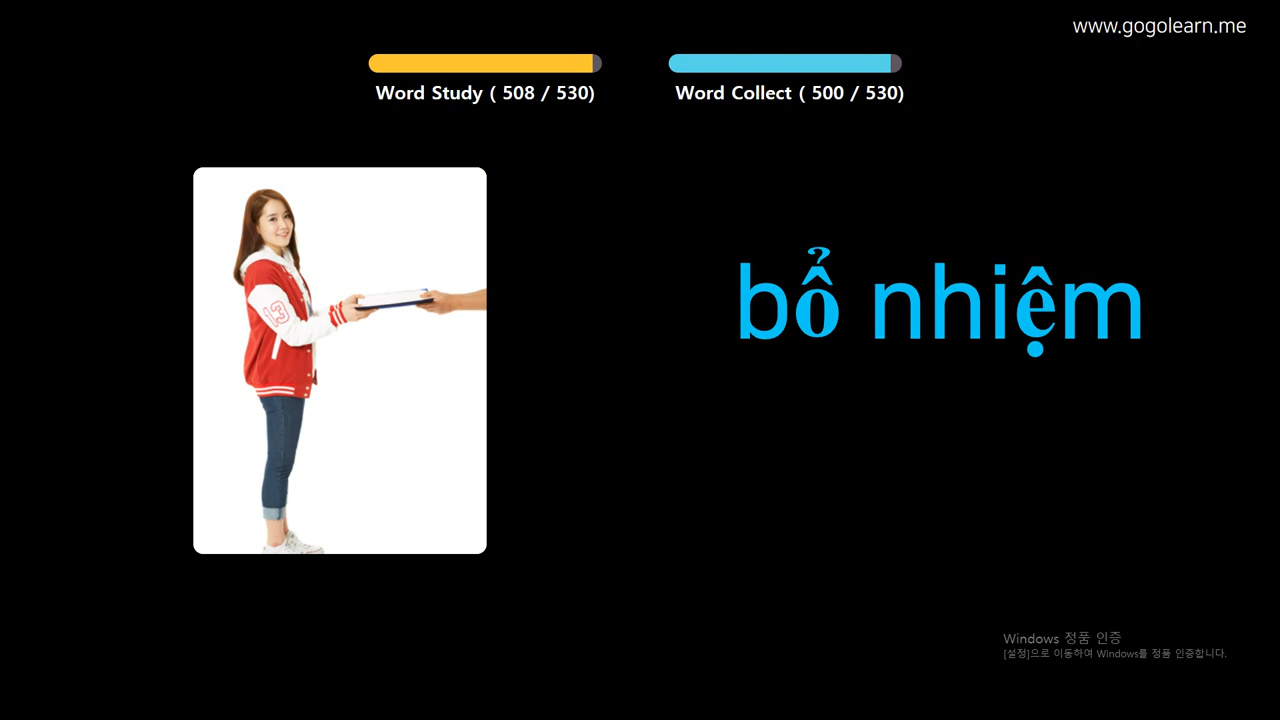 www.gogolearn.me
Word Study ( 508 / 530)
Word Collect ( 500 / 530)
13
bổ nhiệm
Windows 정품 인증
[설정]으로 이동하여 Windows를 정품 인증합니다.